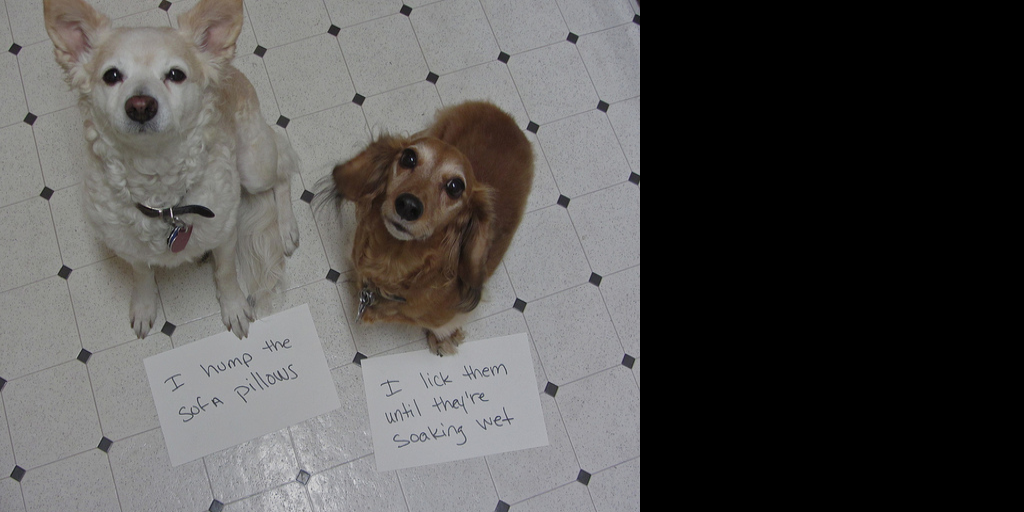 I hump the
sofa pillows
I lick them
until they're
soaking wet